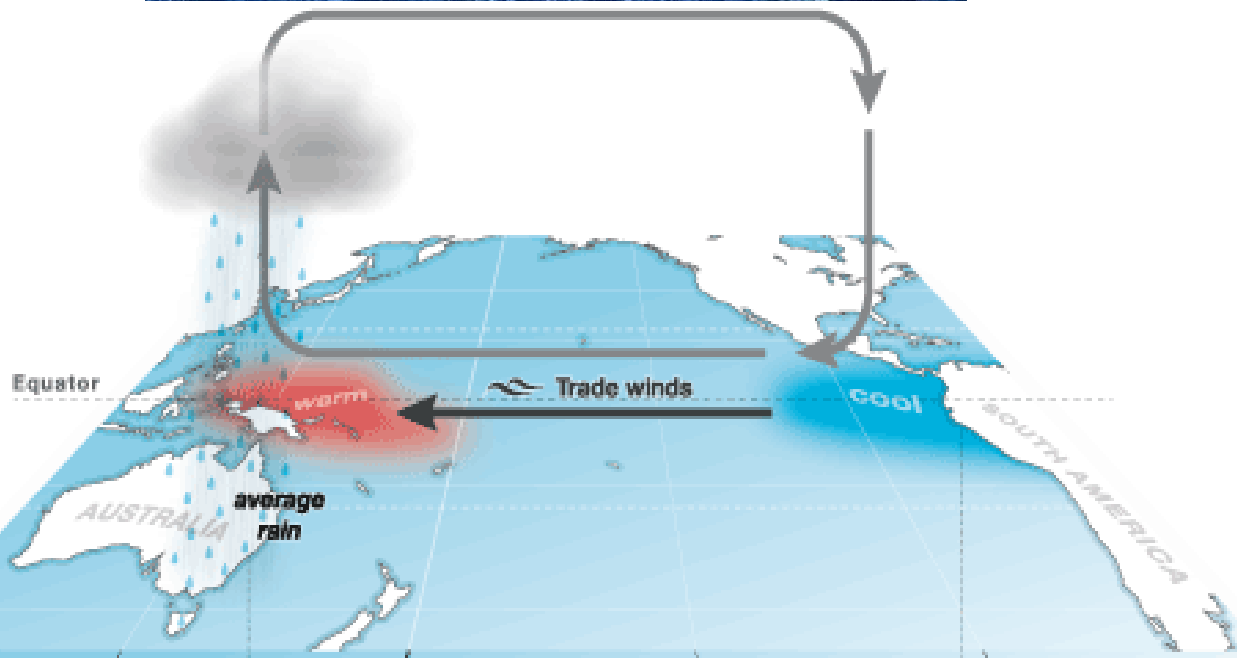 Equator
warm
Trade winds
cool
SOUTH AMERICA
AUSTRALIA
average
rain